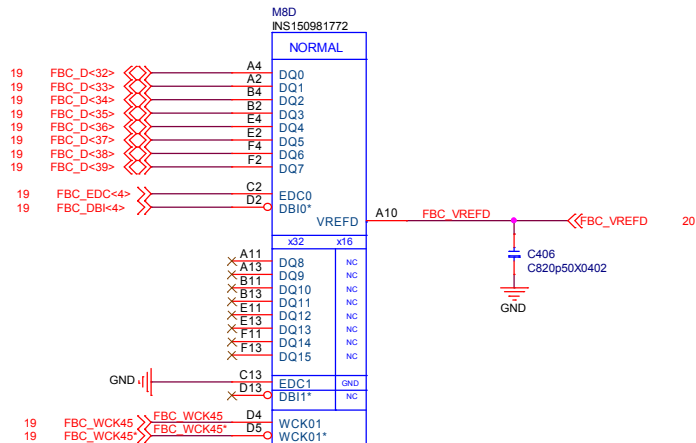 M8D
INS150981772
NORMAL
19 FBC_D<32> A4 DQ0
19 FBC_D<33> A2 DQ1
19 FBC_D<34> B4 DQ2
19 FBC_D<35> B2 DQ3
19 FBC_D<36> E4 DQ4
19 FBC_D<37> E2 DQ5
19 FBC_D<38> F4 DQ6
19 FBC_D<39> F2 DQ7
19 FBC_EDC<4> C2 EDC0
19 FBC_DBI<4> D2 DBI0*
VREFD A10 FBC_VREFD FBC_VREFD 20
x32 x16
C406
C820p50X0402
GND
A11 DQ8 NC
A13 DQ9 NC
B11 DQ10 NC
B13 DQ11 NC
E11 DQ12 NC
E13 DQ13 NC
F11 DQ14 NC
F13 DQ15 NC
GND C13 EDC1 GND
D13 DBI1* NC
19 FBC_WCK45 FBC_WCK45 D4 WCK01
19 FBC_WCK45* FBC_WCK45* D5 WCK01*